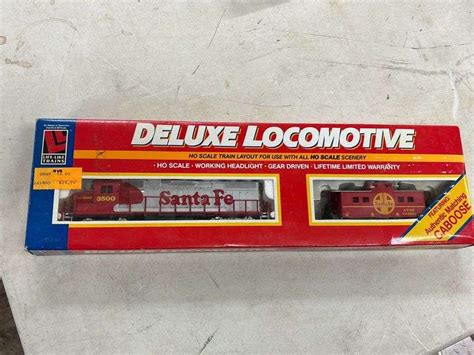 LIFE-LIKE
TRAINS
DELUXE LOCOMOTIVE
HO SCALE TRAIN LAYOUT FOR USE WITH ALL HO SCALE SCENERY
· HO SCALE · WORKING HEADLIGHT · GEAR DRIVEN · LIFETIME LIMITED WARRANTY
3500
Santa Fe
FEATURING
Authentic Matching
CABOOSE